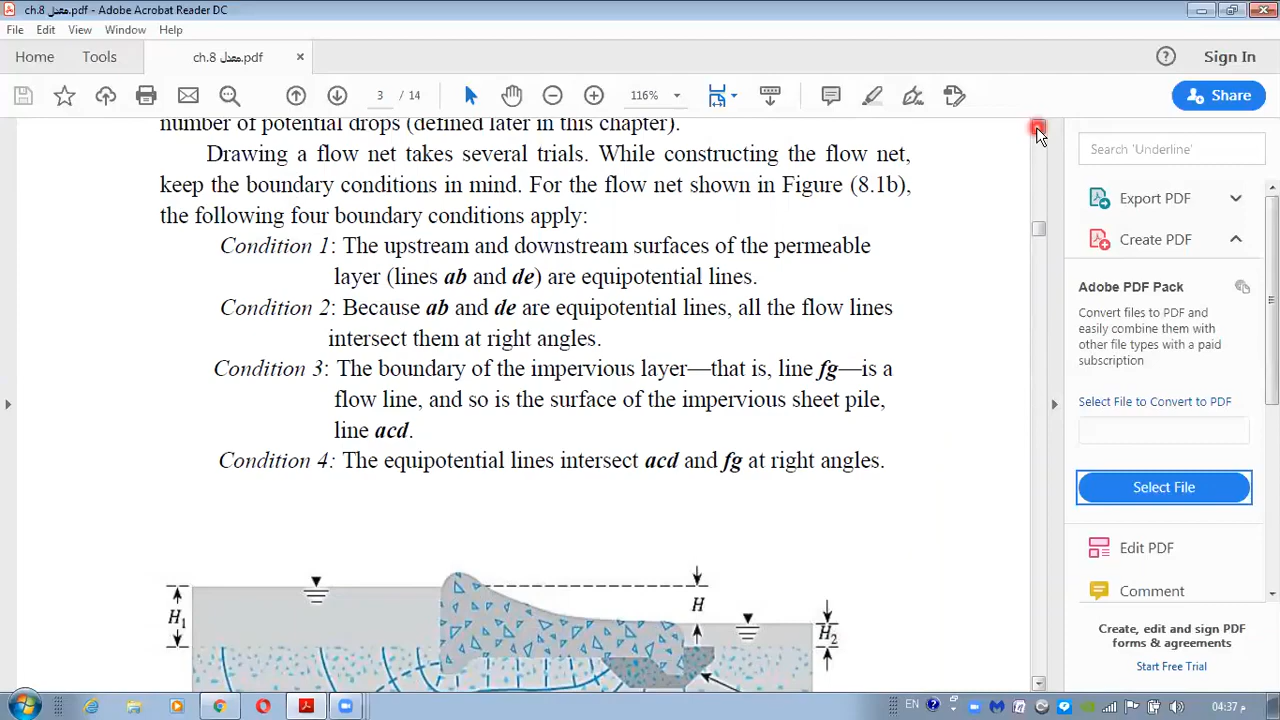 ch.8 معدل.pdf - Adobe Acrobat Reader DC
File Edit View Window Help
Home Tools ch.8 معدل.pdf × Sign In
3 / 14 116% Share
number of potential drops (defined later in this chapter).
Drawing a flow net takes several trials. While constructing the flow net,
keep the boundary conditions in mind. For the flow net shown in Figure (8.1b),
the following four boundary conditions apply:
Condition 1: The upstream and downstream surfaces of the permeable
layer (lines ab and de) are equipotential lines.
Condition 2: Because ab and de are equipotential lines, all the flow lines
intersect them at right angles.
Condition 3: The boundary of the impervious layer—that is, line fg—is a
flow line, and so is the surface of the impervious sheet pile,
line acd.
Condition 4: The equipotential lines intersect acd and fg at right angles.
H₁
H
H₂
Search 'Underline'
Export PDF
Create PDF
Adobe PDF Pack
Convert files to PDF and
easily combine them with
other file types with a paid
subscription
Select File to Convert to PDF
Select File
Edit PDF
Comment
Create, edit and sign PDF
forms & agreements
Start Free Trial
EN 04:37 م